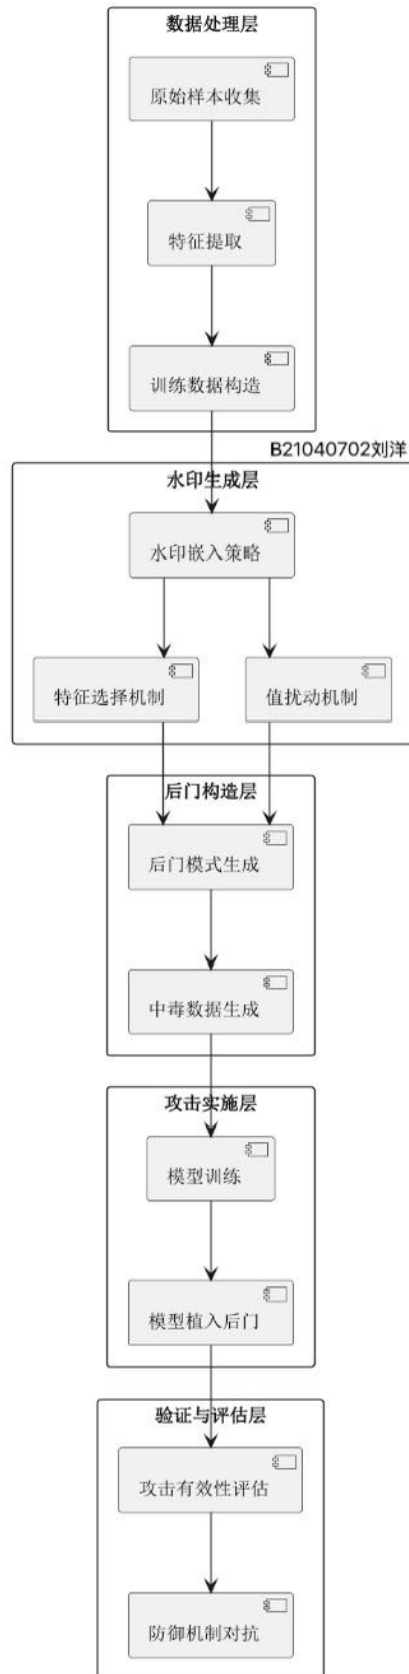 数据处理层
原始样本收集
特征提取
训练数据构造
B21040702刘洋
水印生成层
水印嵌入策略
特征选择机制
值扰动机制
后门构造层
后门模式生成
中毒数据生成
攻击实施层
模型训练
模型植入后门
验证与评估层
攻击有效性评估
防御机制对抗